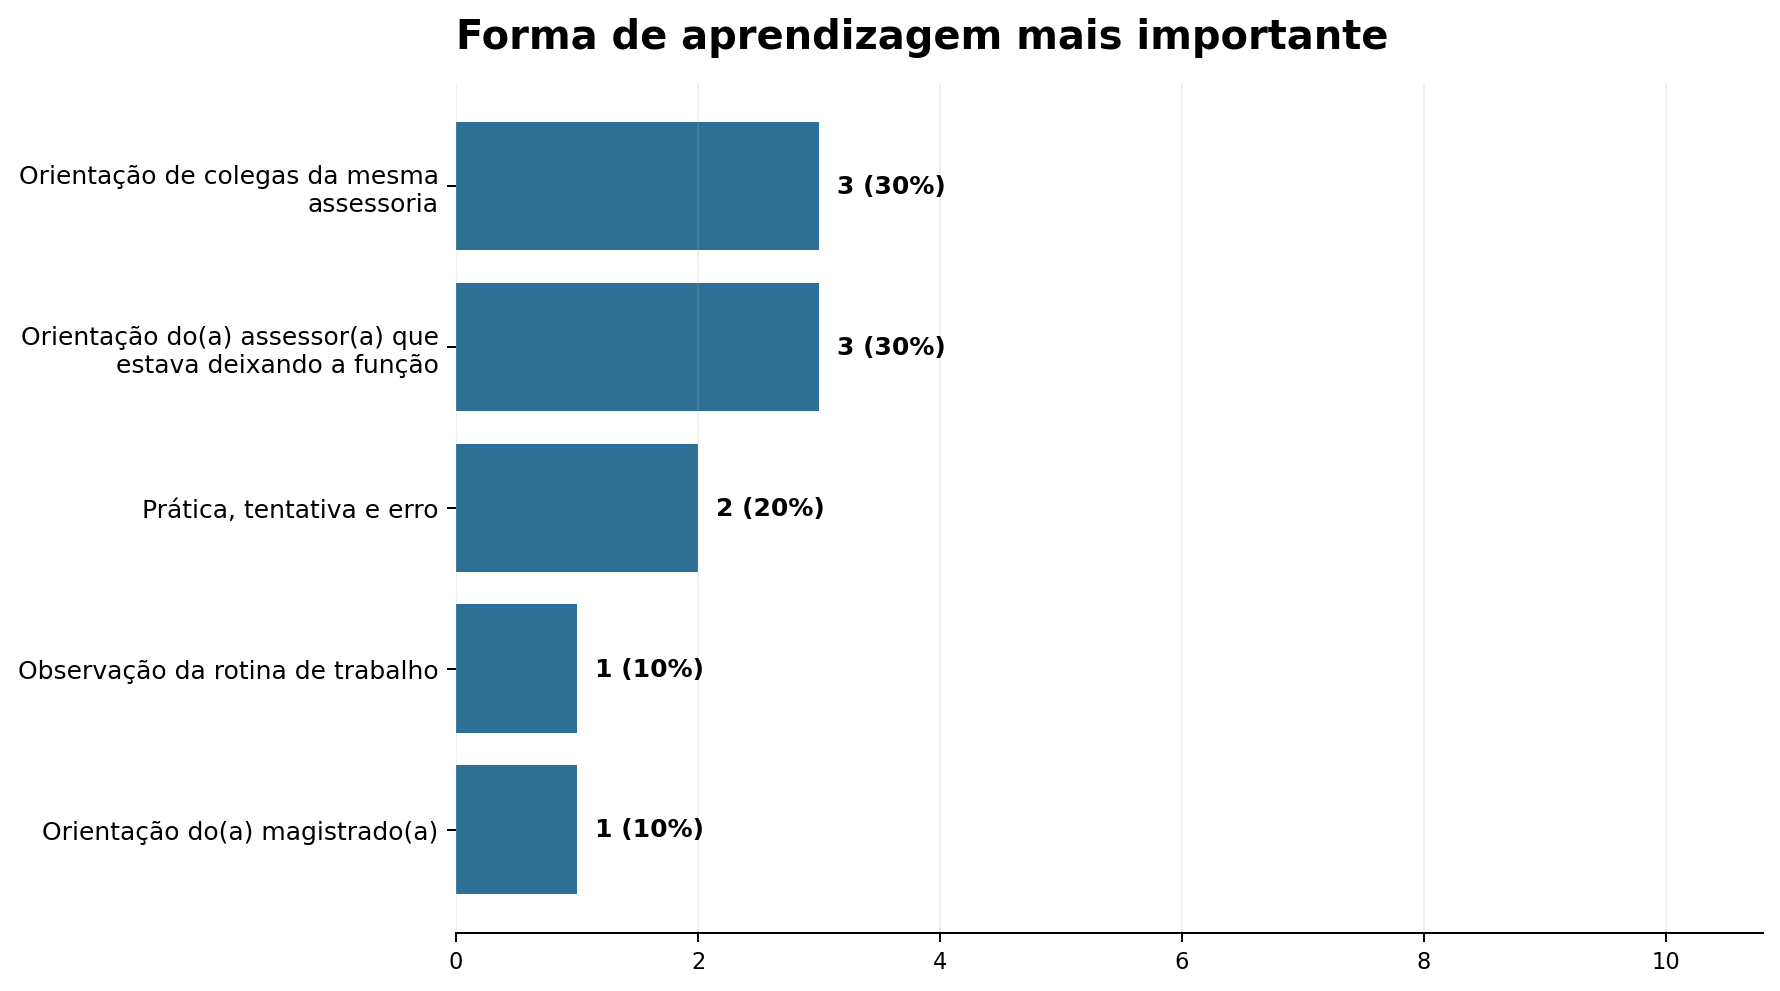 Forma de aprendizagem mais importante
Orientação de colegas da mesma
assessoria
3 (30%)
Orientação do(a) assessor(a) que
estava deixando a função
3 (30%)
Prática, tentativa e erro
2 (20%)
Observação da rotina de trabalho
1 (10%)
Orientação do(a) magistrado(a)
1 (10%)
0 2 4 6 8 10